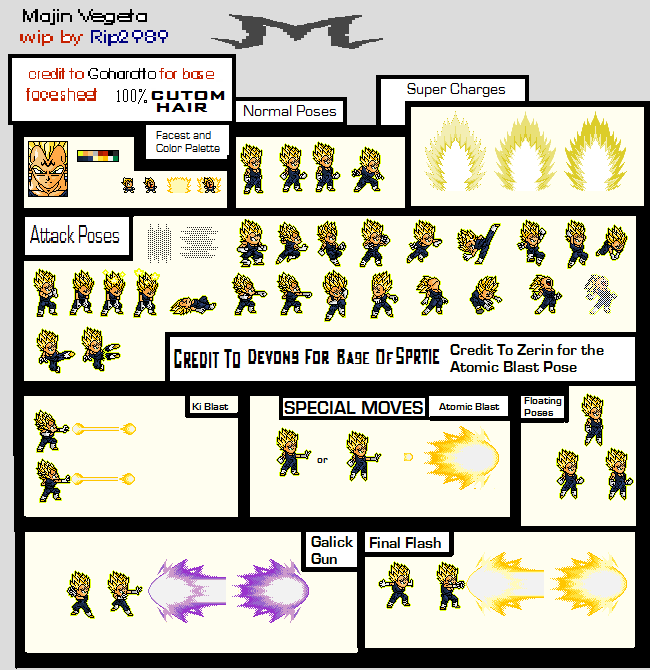 Majin Vegeta
wip by Rip2989
credit to Goharotto for base
facesheet 100% CUTOM
HAIR
Normal Poses
Super Charges
Facest and
Color Palette
Attack Poses
Credit To Devong For Base Of Sprtie
Credit To Zerin for the
Atomic Blast Pose
Ki Blast
SPECIAL MOVES
Atomic Blast
Floating
Poses
or
Galick
Gun
Final Flash